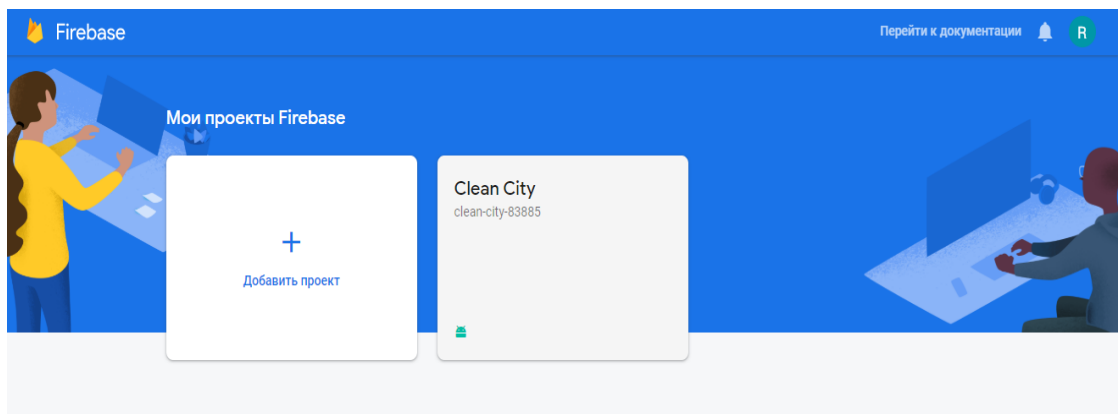 Firebase
Перейти к документации
R
Мои проекты Firebase
Добавить проект
Clean City
clean-city-83885